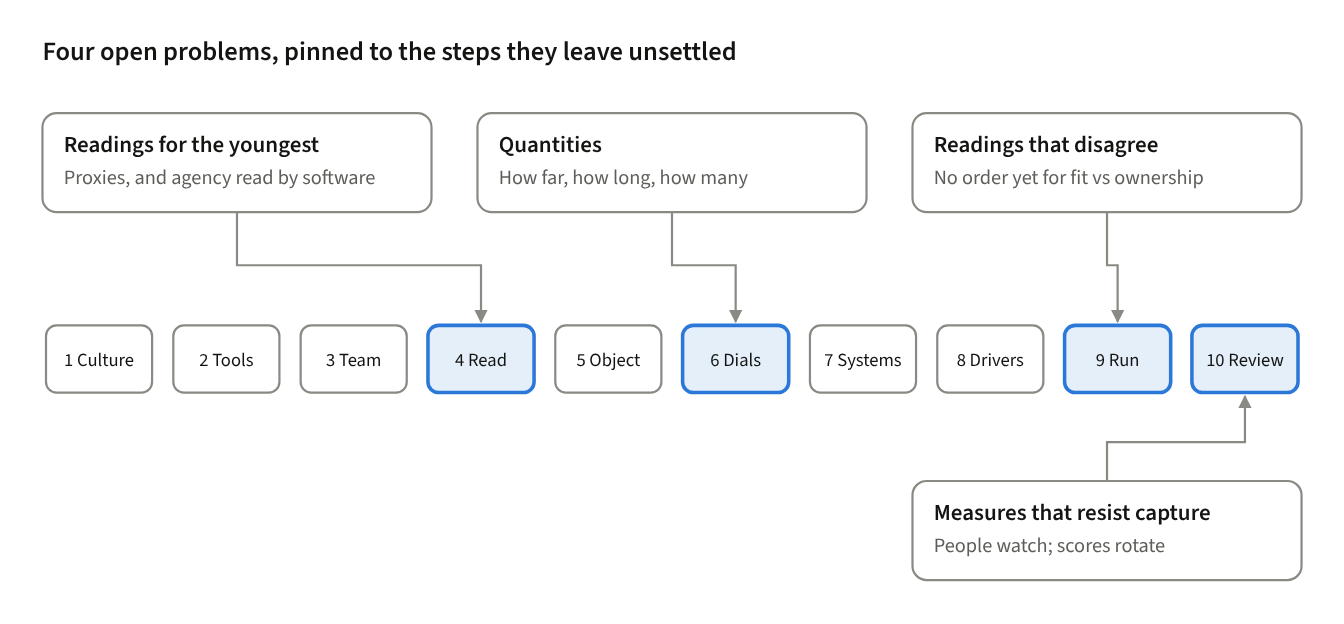 Four open problems, pinned to the steps they leave unsettled
Readings for the youngest
Proxies, and agency read by software
Quantities
How far, how long, how many
Readings that disagree
No order yet for fit vs ownership
1 Culture
2 Tools
3 Team
4 Read
5 Object
6 Dials
7 Systems
8 Drivers
9 Run
10 Review
Measures that resist capture
People watch; scores rotate